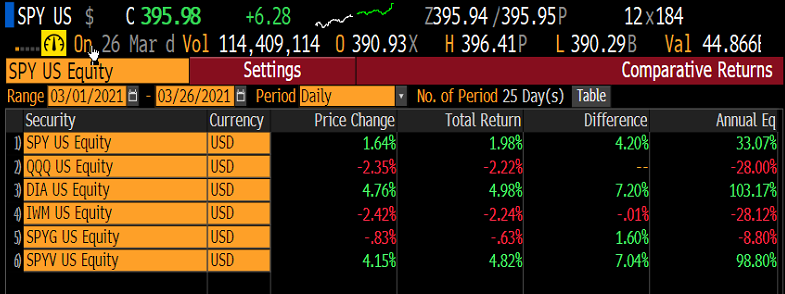 SPY US $ C 395.98 +6.28 Z395.94 / 395.95P 12 x 184
On 26 Mar d Vol 114,409,114 O 390.93X H 396.41P L 390.29B Val 44.866B
SPY US Equity Settings Comparative Returns
Range 03/01/2021 - 03/26/2021 Period Daily No. of Period 25 Day(s) Table
Security Currency Price Change Total Return Difference Annual Eq
1) SPY US Equity USD 1.64% 1.98% 4.20% 33.07%
2) QQQ US Equity USD -2.35% -2.22% -- -28.00%
3) DIA US Equity USD 4.76% 4.98% 7.20% 103.17%
4) IWM US Equity USD -2.42% -2.24% -.01% -28.12%
5) SPYG US Equity USD -.83% -.63% 1.60% -8.80%
6) SPYV US Equity USD 4.15% 4.82% 7.04% 98.80%